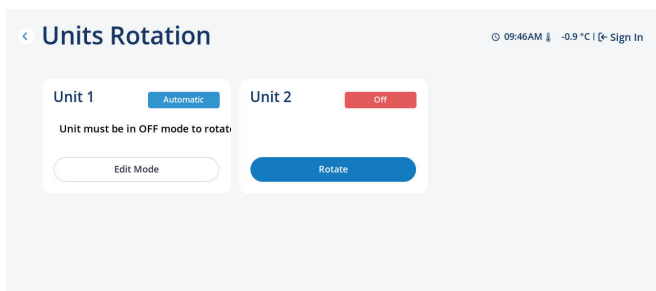 Units Rotation
09:46AM -0.9 °C | Sign In
Unit 1
Automatic
Unit must be in OFF mode to rotat
Edit Mode
Unit 2
Off
Rotate